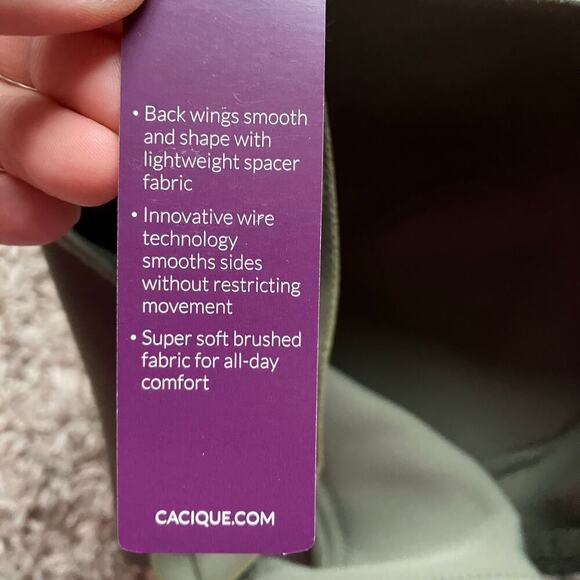 • Back wings smooth
and shape with
lightweight spacer
fabric
• Innovative wire
technology
smooths sides
without restricting
movement
• Super soft brushed
fabric for all-day
comfort
CACIQUE.COM